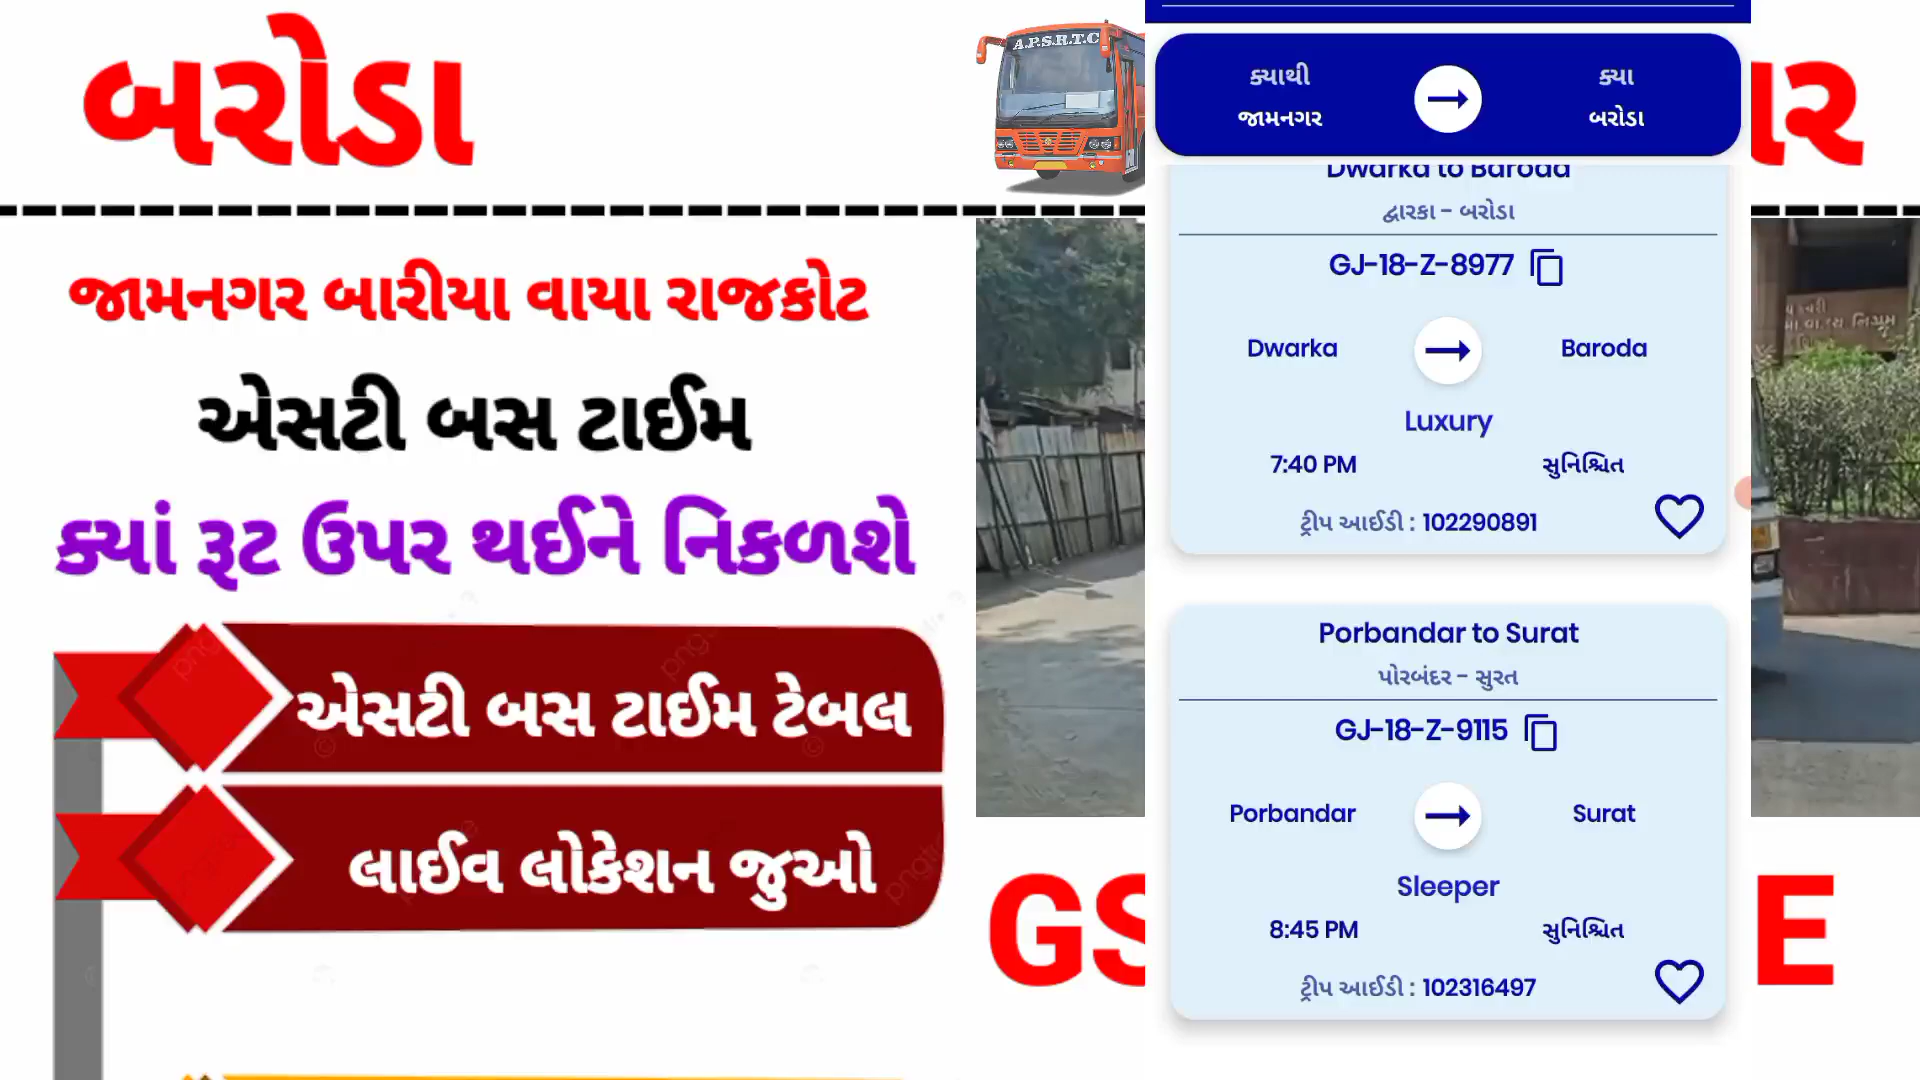 બરોડા
A.P.S.R.T.C
જામનગર બારીયા વાયા રાજકોટ
એસટી બસ ટાઈમ
ક્યાં રૂટ ઉપર થઈને નિકળશે
એસટી બસ ટાઈમ ટેબલ
લાઈવ લોકેશન જુઓ
ક્યાથી
ક્યા
જામનગર
બરોડા
Dwarka to Baroda
દ્વારકા - બરોડા
GJ-18-Z-8977
Dwarka
Baroda
Luxury
7:40 PM
સુનિશ્ચિત
ટ્રીપ આઈડી : 102290891
Porbandar to Surat
પોરબંદર - સુરત
GJ-18-Z-9115
Porbandar
Surat
Sleeper
8:45 PM
સુનિશ્ચિત
ટ્રીપ આઈડી : 102316497
GS
E